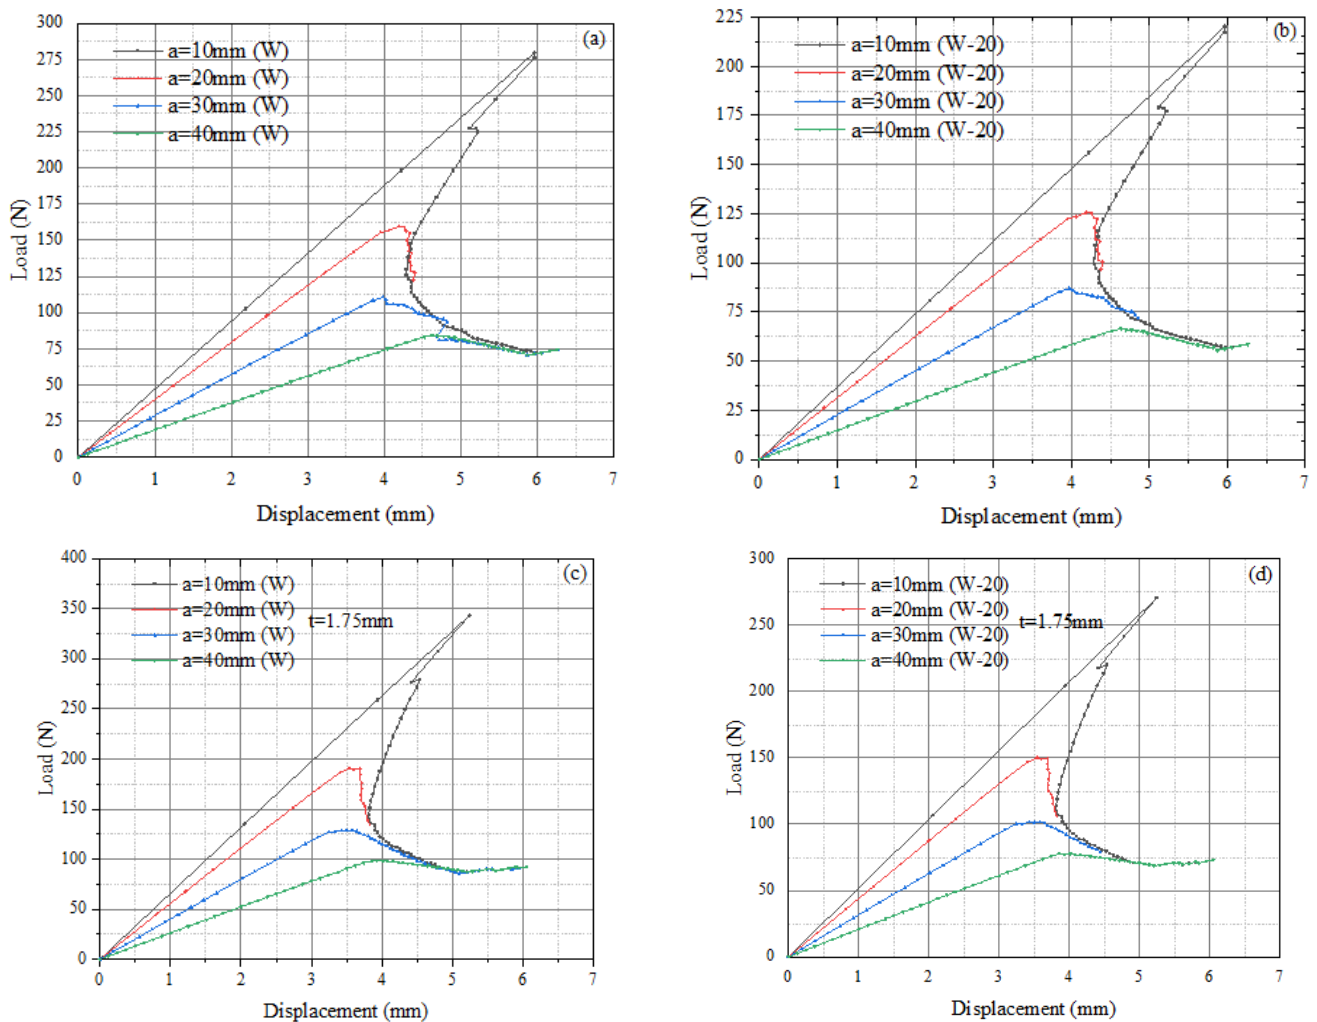 (a)
a=10mm (W)
a=20mm (W)
a=30mm (W)
a=40mm (W)
300
275
250
225
200
175
150
125
100
75
50
25
0
Load (N)
0 1 2 3 4 5 6 7
Displacement (mm)
(b)
a=10mm (W-20)
a=20mm (W-20)
a=30mm (W-20)
a=40mm (W-20)
225
200
175
150
125
100
75
50
25
0
Load (N)
0 1 2 3 4 5 6 7
Displacement (mm)
(c)
a=10mm (W)
a=20mm (W)
t=1.75mm
a=30mm (W)
a=40mm (W)
400
350
300
250
200
150
100
50
0
Load (N)
0 1 2 3 4 5 6 7
Displacement (mm)
(d)
a=10mm (W-20)
a=20mm (W-20)
t=1.75mm
a=30mm (W-20)
a=40mm (W-20)
300
250
200
150
100
50
0
Load (N)
0 1 2 3 4 5 6 7
Displacement (mm)